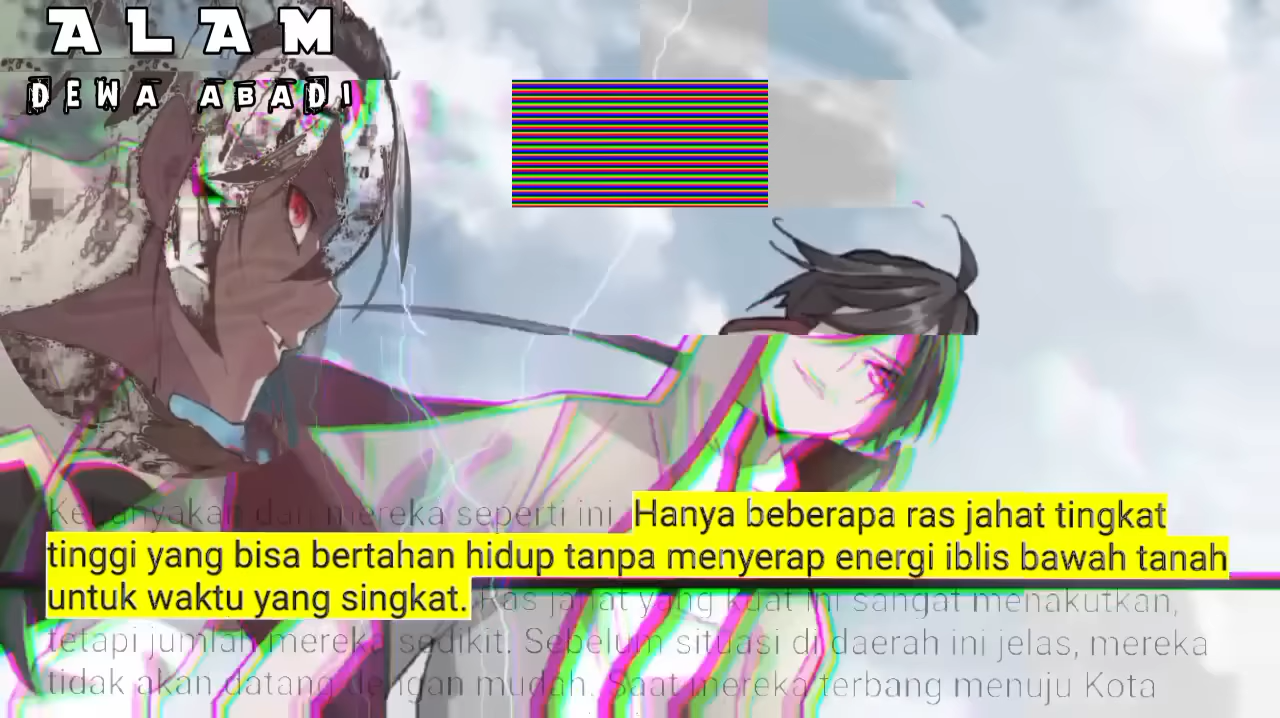 ALAM
DEWA ABADI
Kebanyakan dari mereka seperti ini. Hanya beberapa ras jahat tingkat
tinggi yang bisa bertahan hidup tanpa menyerap energi iblis bawah tanah
untuk waktu yang singkat. Ras jahat yang kuat ini sangat menakutkan,
tetapi jumlah mereka sedikit. Sebelum situasi di daerah ini jelas, mereka
tidak akan datang dengan mudah. Saat mereka terbang menuju Kota